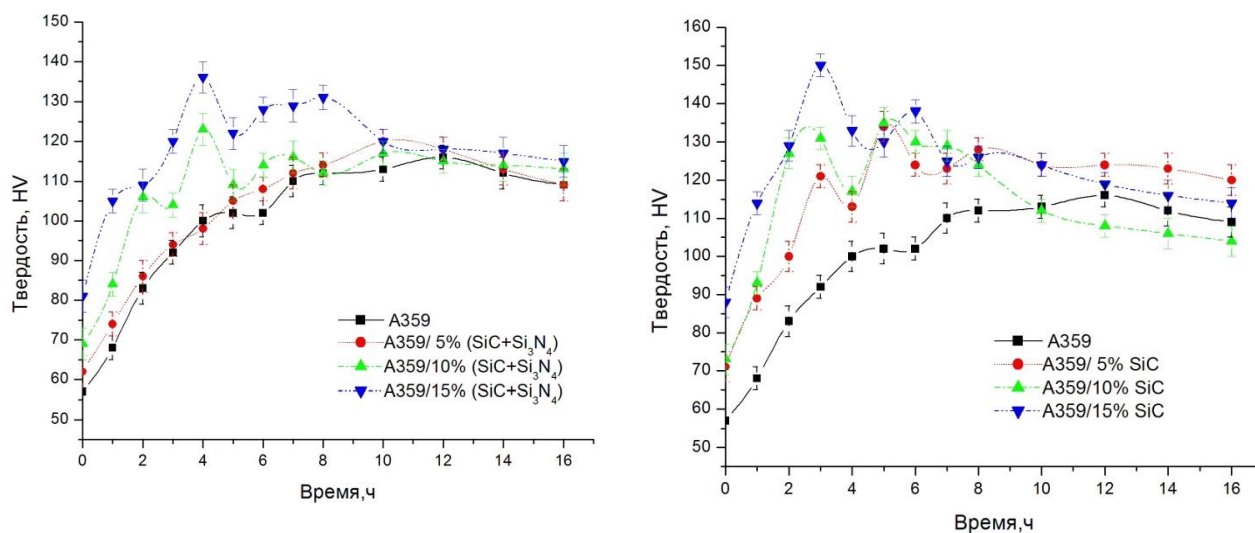 Твердость, HV
140
130
120
110
100
90
80
70
60
50
A359
A359/ 5% (SiC+Si₃N₄)
A359/10% (SiC+Si₃N₄)
A359/15% (SiC+Si₃N₄)
0 2 4 6 8 10 12 14 16
Время,ч
Твердость, HV
160
150
140
130
120
110
100
90
80
70
60
50
A359
A359/ 5% SiC
A359/10% SiC
A359/15% SiC
0 2 4 6 8 10 12 14 16
Время,ч